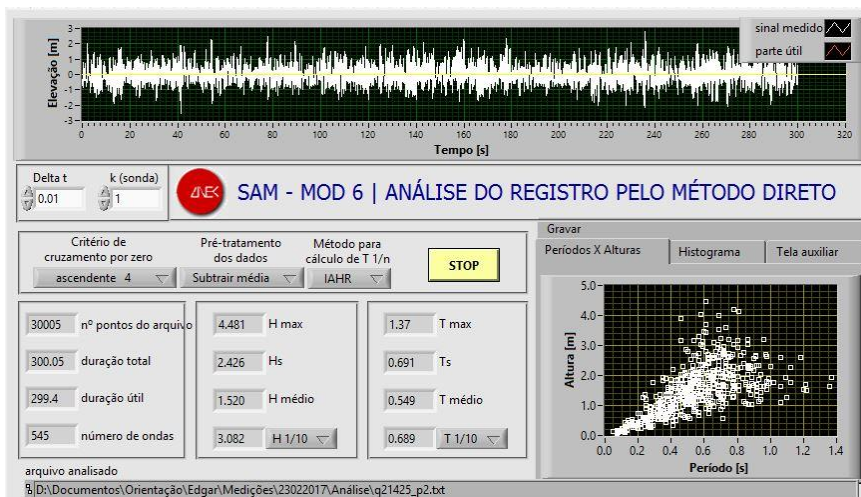 3
2
1
0
-1
-2
-3
Elevação [m]
0 20 40 60 80 100 120 140 160 180 200 220 240 260 280 300 320
Tempo [s]
sinal medido
parte útil
Delta t
0.01
k (sonda)
1
SAM - MOD 6 | ANÁLISE DO REGISTRO PELO MÉTODO DIRETO
Critério de
cruzamento por zero
ascendente 4
Pré-tratamento
dos dados
Subtrair média
Método para
cálculo de T 1/n
IAHR
STOP
30005 nº pontos do arquivo
300.05 duração total
299.4 duração útil
545 número de ondas
4.481 H max
2.426 Hs
1.520 H médio
3.082 H 1/10
1.37 T max
0.691 Ts
0.549 T médio
0.689 T 1/10
Gravar
Períodos X Alturas Histograma Tela auxiliar
5.0
4.0
3.0
2.0
1.0
0.0
Altura [m]
0.0 0.2 0.4 0.6 0.8 1.0 1.2 1.4
Período [s]
arquivo analisado
D:\Documentos\Orientação\Edgar\Medições\23022017\Análise\q21425_p2.txt